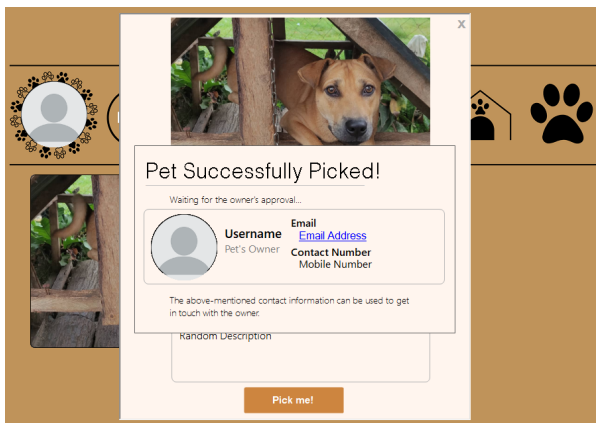 x
Pet Successfully Picked!
Waiting for the owner's approval...
Username
Pet's Owner
Email
Email Address
Contact Number
Mobile Number
The above-mentioned contact information can be used to get
in touch with the owner.
Random Description
Pick me!